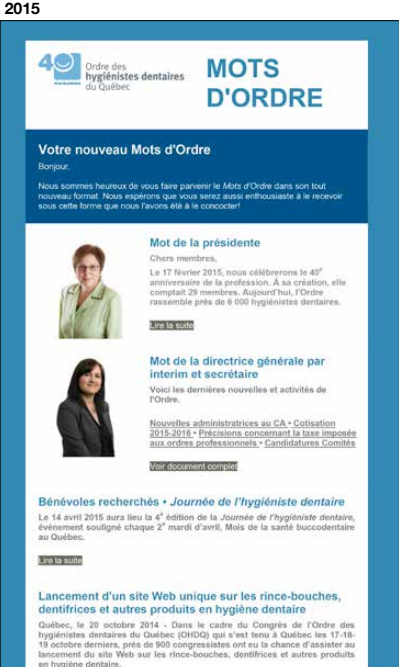 2015
40
Ordre des
hygiénistes dentaires
du Québec
MOTS
D'ORDRE
Votre nouveau Mots d'Ordre
Bonjour,
Nous sommes heureux de vous faire parvenir le Mots d'Ordre dans son tout
nouveau format. Nous espérons que vous serez aussi enthousiaste à le recevoir
sous cette forme que nous l'avons été à le concocter!
Mot de la présidente
Chers membres,
Le 17 février 2015, nous célébrerons le 40e
anniversaire de la profession. À sa création, elle
comptait 29 membres. Aujourd'hui, l'Ordre
rassemble près de 6 000 hygiénistes dentaires.
Lire la suite
Mot de la directrice générale par
interim et secrétaire
Voici les dernières nouvelles et activités de
l'Ordre.
Nouvelles administratrices au CA • Cotisation
2015-2016 • Précisions concernant la taxe imposée
aux ordres professionnels • Candidatures Comités
Voir document complet
Bénévoles recherchés • Journée de l'hygiéniste dentaire
Le 14 avril 2015 aura lieu la 4e édition de la Journée de l'hygiéniste dentaire,
événement souligné chaque 2e mardi d'avril, Mois de la santé buccodentaire
au Québec.
Lire la suite
Lancement d'un site Web unique sur les rince-bouches,
dentifrices et autres produits en hygiène dentaire
Québec, le 20 octobre 2014 - Dans le cadre du Congrès de l'Ordre des
hygiénistes dentaires du Québec (OHDQ) qui s'est tenu à Québec les 17-18-
19 octobre derniers, près de 900 congressistes ont eu la chance d'assister au
lancement du site Web sur les rince-bouches, dentifrices et autres produits
en hygiène dentaire.